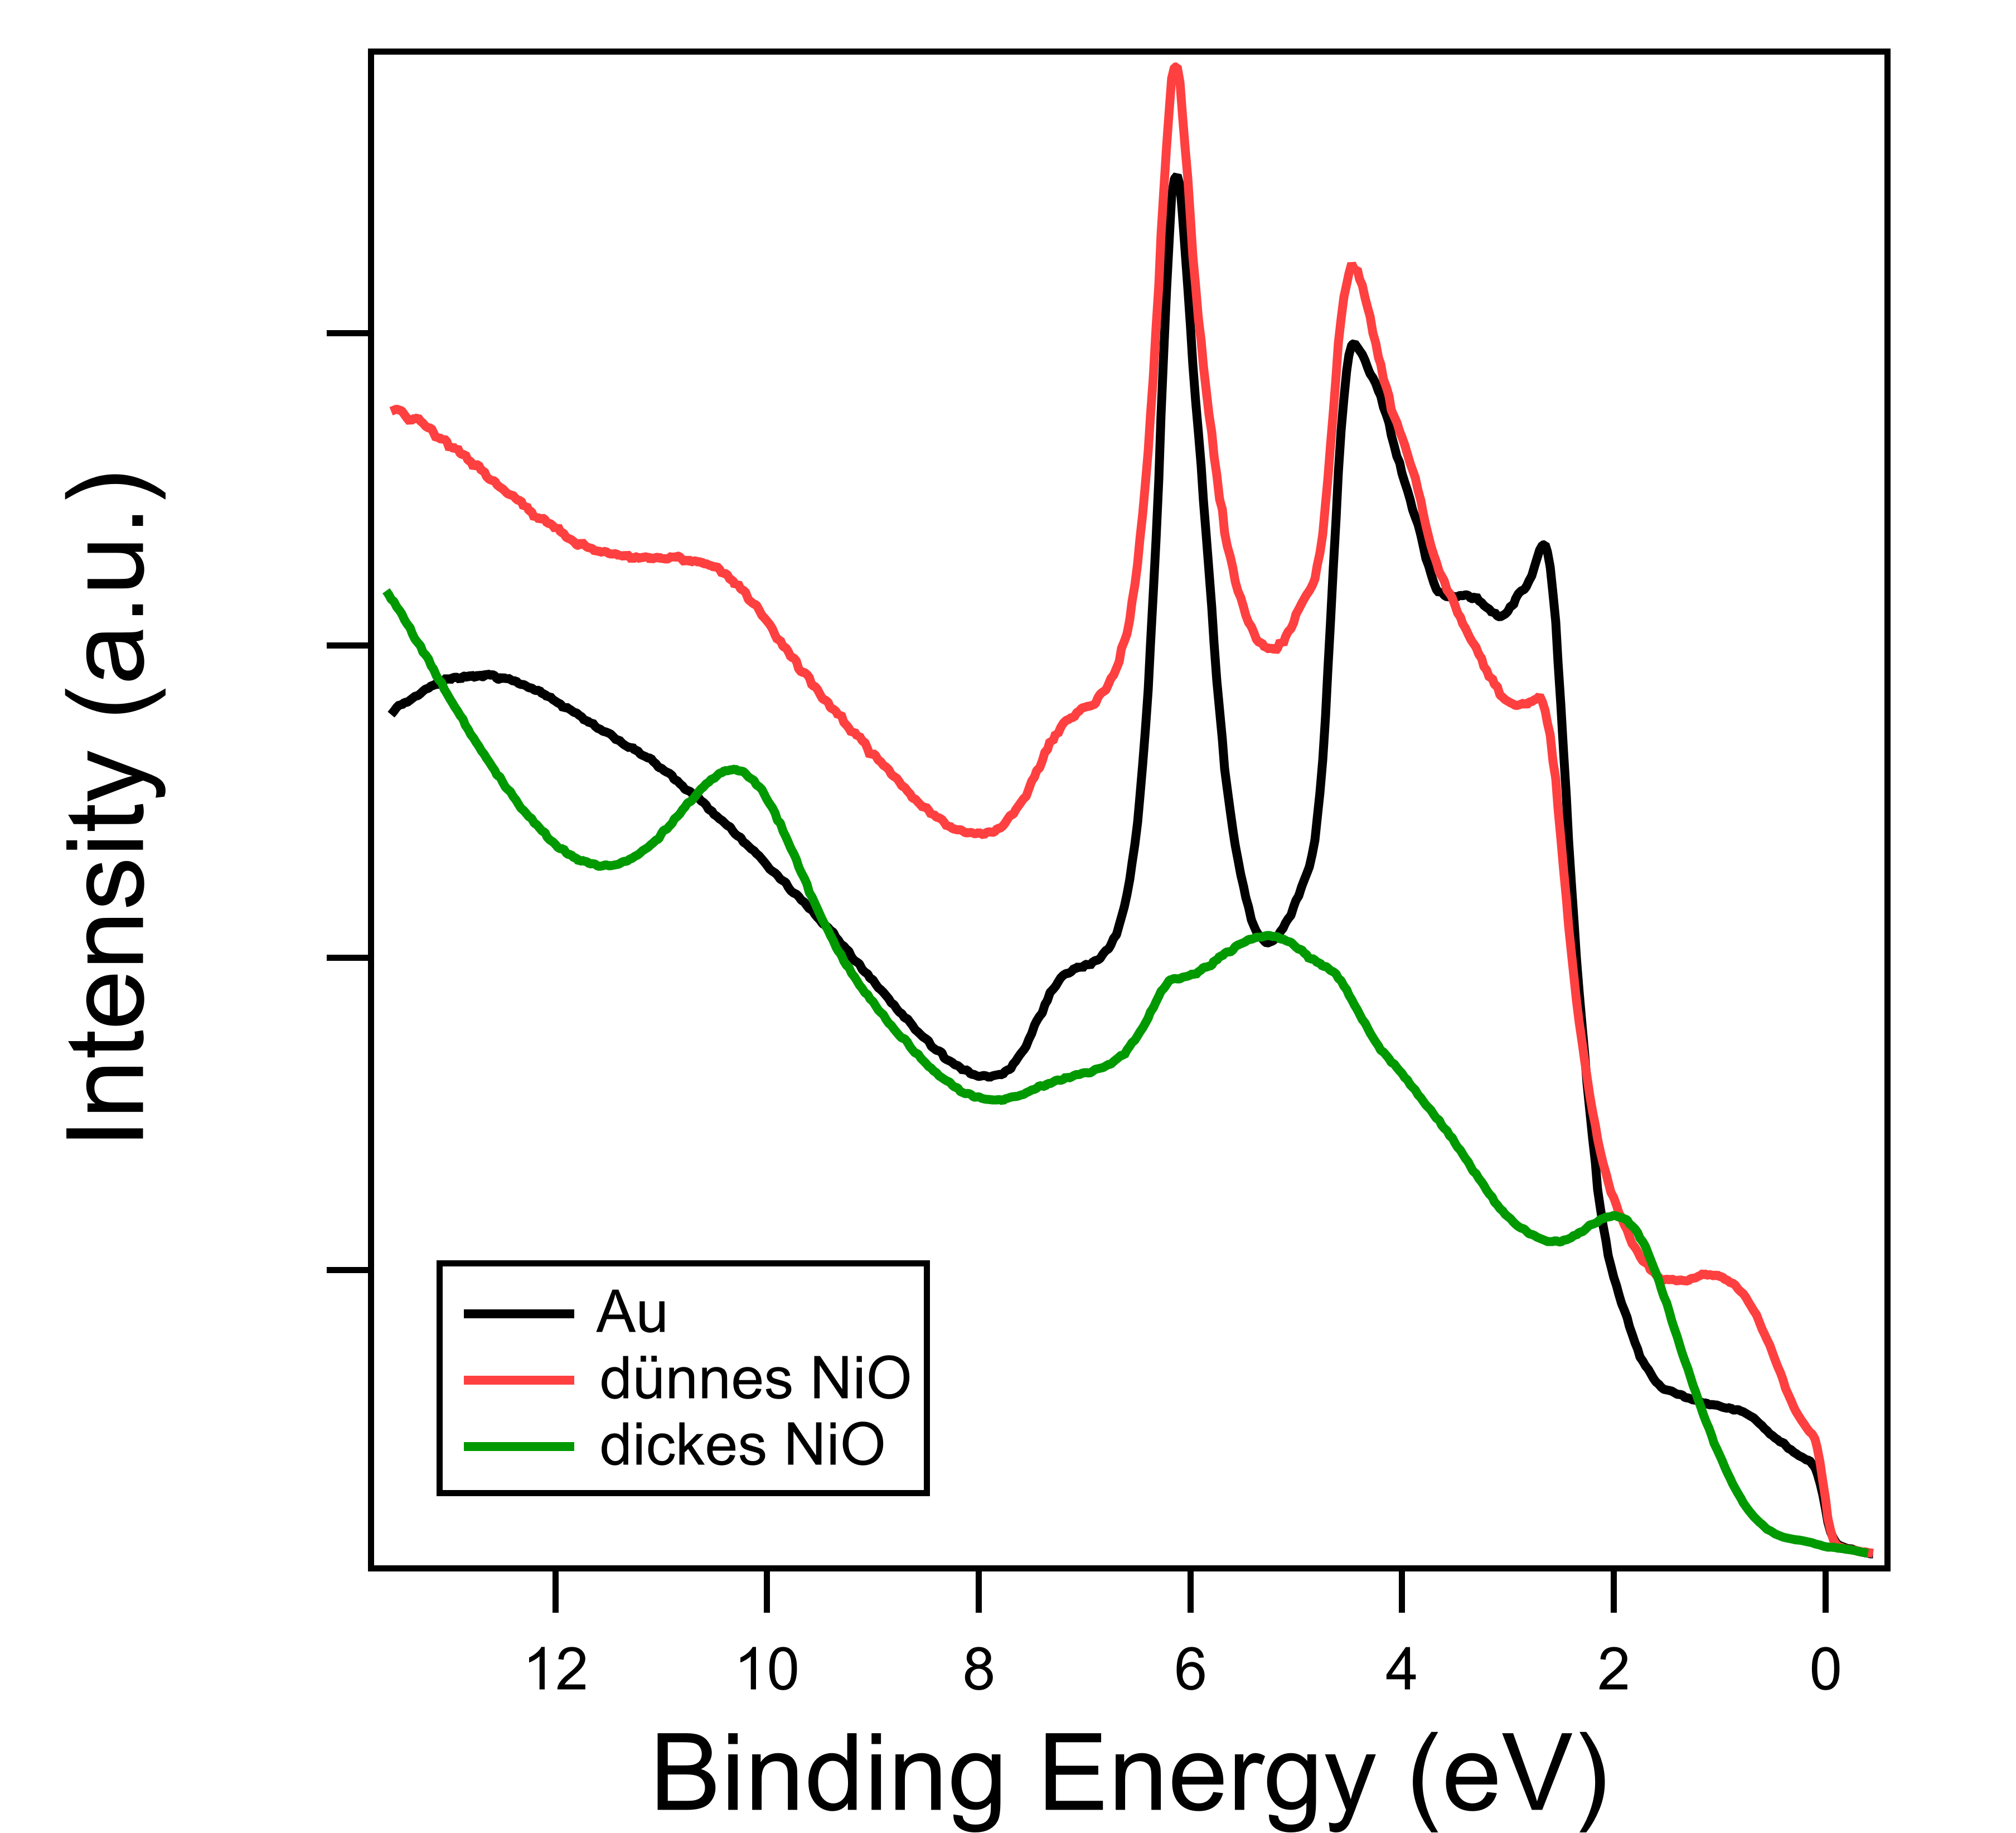 Intensity (a.u.)
Au
dünnes NiO
dickes NiO
12 10 8 6 4 2 0
Binding Energy (eV)